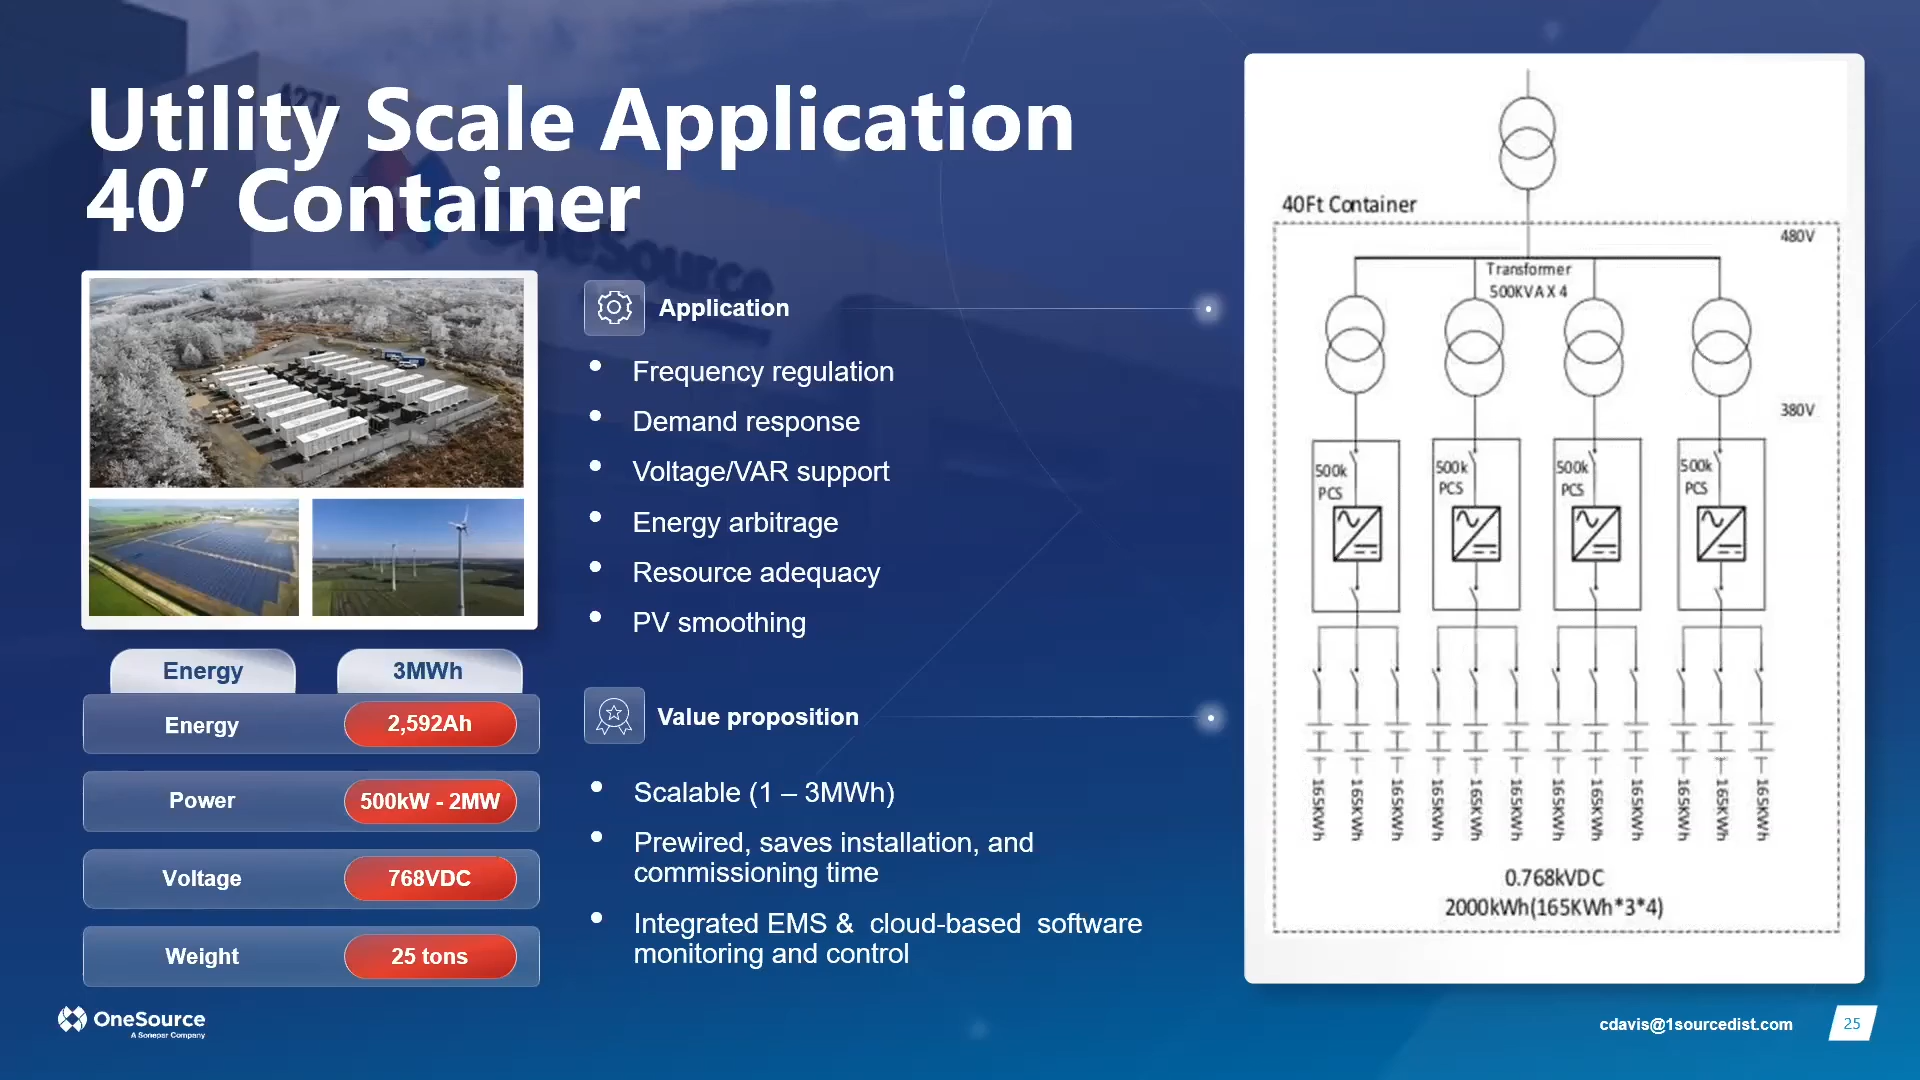 Utility Scale Application
40’ Container
Energy 3MWh
Energy 2,592Ah
Power 500kW - 2MW
Voltage 768VDC
Weight 25 tons
Application
• Frequency regulation
• Demand response
• Voltage/VAR support
• Energy arbitrage
• Resource adequacy
• PV smoothing
Value proposition
• Scalable (1 – 3MWh)
• Prewired, saves installation, and
commissioning time
• Integrated EMS & cloud-based software
monitoring and control
40Ft Container
480V
Transformer
500KVA X 4
380V
500k
PCS
500k
PCS
500k
PCS
500k
PCS
165KWh
165KWh
165KWh
165KWh
165KWh
165KWh
165KWh
165KWh
165KWh
165KWh
165KWh
165KWh
0.768kVDC
2000kWh(165KWh*3*4)
OneSource
A Sonepar Company
cdavis@1sourcedist.com
25
OneSource